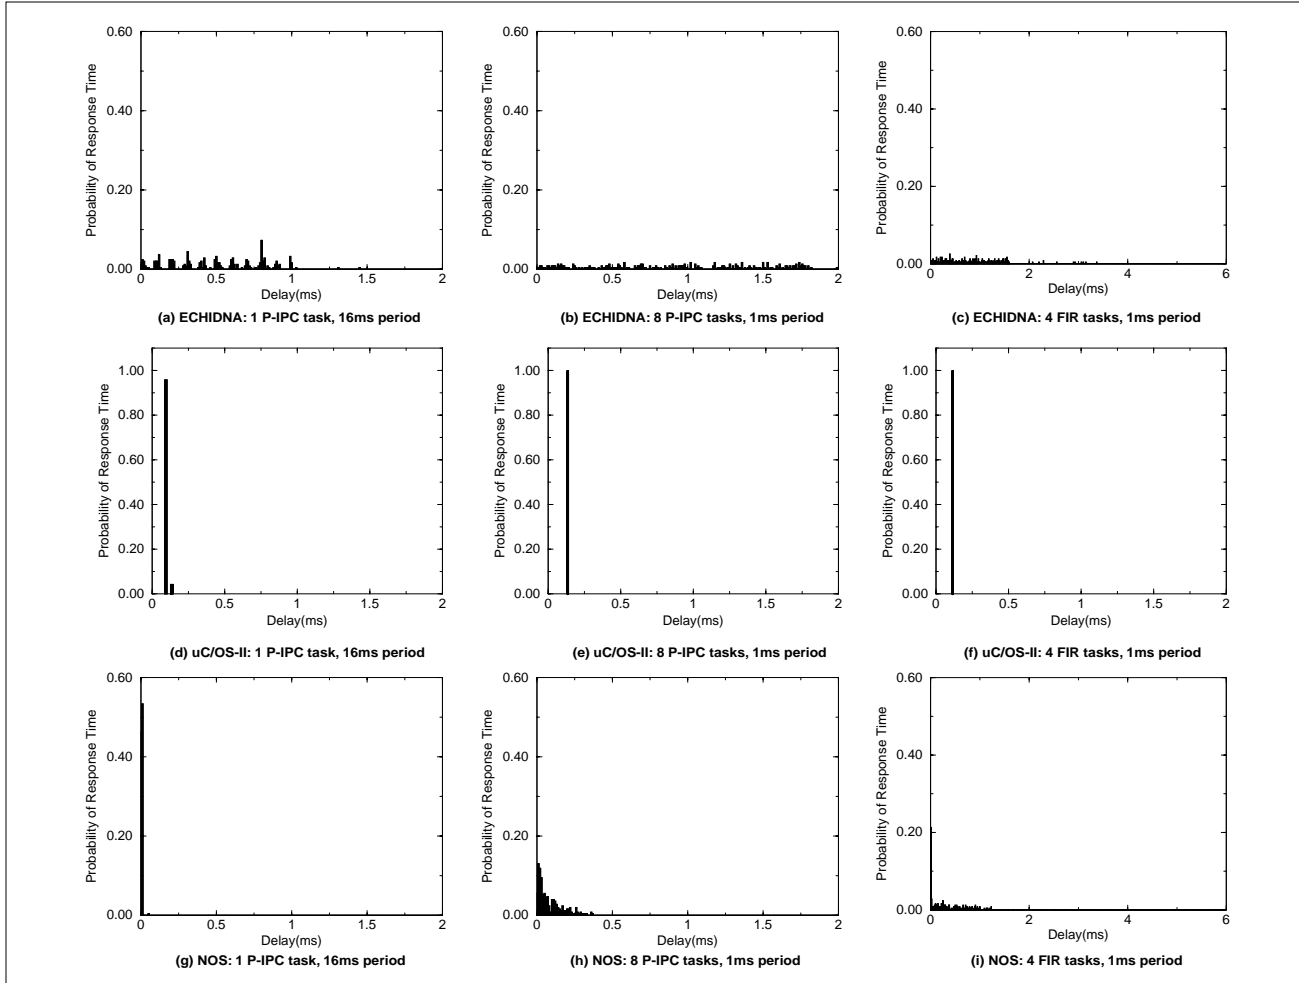 Probability of Response Time
0.60
0.40
0.20
0.00
0 0.5 1 1.5 2
Delay(ms)
(a) ECHIDNA: 1 P-IPC task, 16ms period
Probability of Response Time
0.60
0.40
0.20
0.00
0 0.5 1 1.5 2
Delay(ms)
(b) ECHIDNA: 8 P-IPC tasks, 1ms period
Probability of Response Time
0.60
0.40
0.20
0.00
0 2 4 6
Delay(ms)
(c) ECHIDNA: 4 FIR tasks, 1ms period
Probability of Response Time
1.00
0.80
0.60
0.40
0.20
0.00
0 0.5 1 1.5 2
Delay(ms)
(d) uC/OS-II: 1 P-IPC task, 16ms period
Probability of Response Time
1.00
0.80
0.60
0.40
0.20
0.00
0 0.5 1 1.5 2
Delay(ms)
(e) uC/OS-II: 8 P-IPC tasks, 1ms period
Probability of Response Time
1.00
0.80
0.60
0.40
0.20
0.00
0 0.5 1 1.5 2
Delay(ms)
(f) uC/OS-II: 4 FIR tasks, 1ms period
Probability of Response Time
0.60
0.40
0.20
0.00
0 0.5 1 1.5 2
Delay(ms)
(g) NOS: 1 P-IPC task, 16ms period
Probability of Response Time
0.60
0.40
0.20
0.00
0 0.5 1 1.5 2
Delay(ms)
(h) NOS: 8 P-IPC tasks, 1ms period
Probability of Response Time
0.60
0.40
0.20
0.00
0 2 4 6
Delay(ms)
(i) NOS: 4 FIR tasks, 1ms period